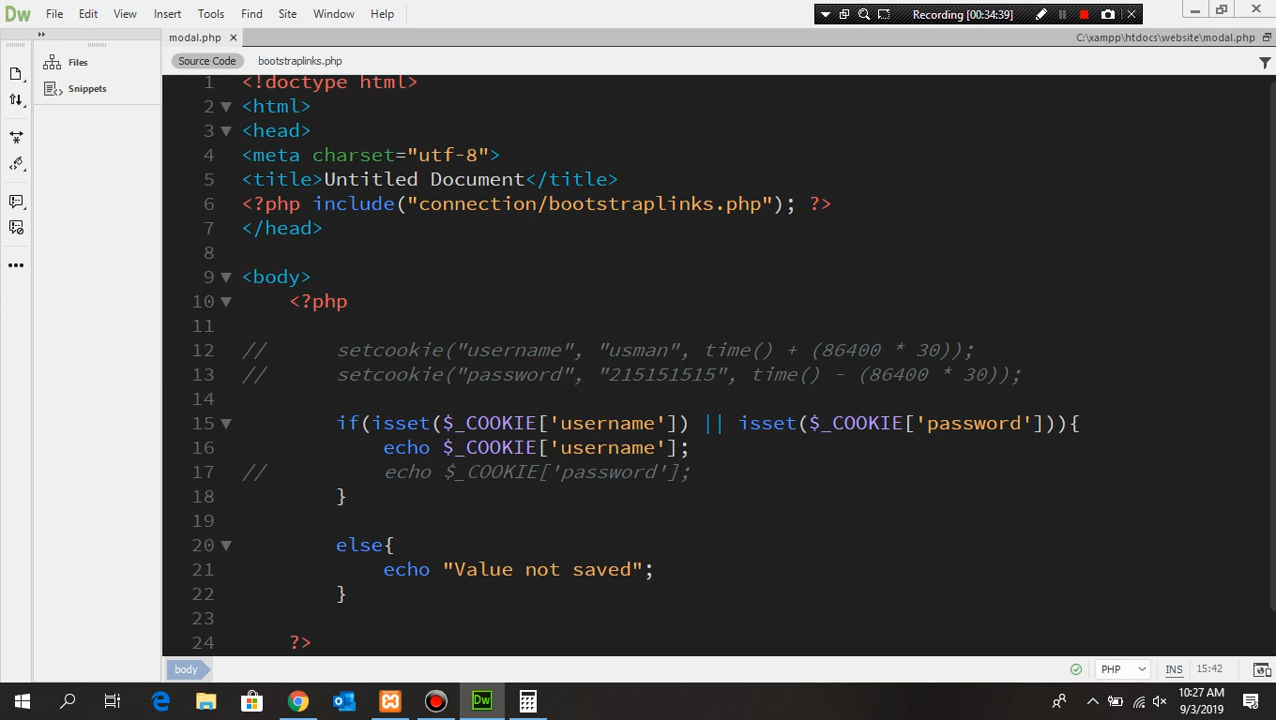 Dw File Edit View Insert Tools Find Site Window Help
Recording [00:34:39]
modal.php
C:\xampp\htdocs\website\modal.php
Files
Snippets
Source Code bootstraplinks.php
1 <!doctype html>
2 <html>
3 <head>
4 <meta charset="utf-8">
5 <title>Untitled Document</title>
6 <?php include("connection/bootstraplinks.php"); ?>
7 </head>
8
9 <body>
10 <?php
11
12 // setcookie("username", "usman", time() + (86400 * 30));
13 // setcookie("password", "215151515", time() - (86400 * 30));
14
15 if(isset($_COOKIE['username']) || isset($_COOKIE['password'])){
16 echo $_COOKIE['username'];
17 // echo $_COOKIE['password'];
18 }
19
20 else{
21 echo "Value not saved";
22 }
23
24 ?>
body
PHP INS 15:42
Dw
10:27 AM
9/3/2019